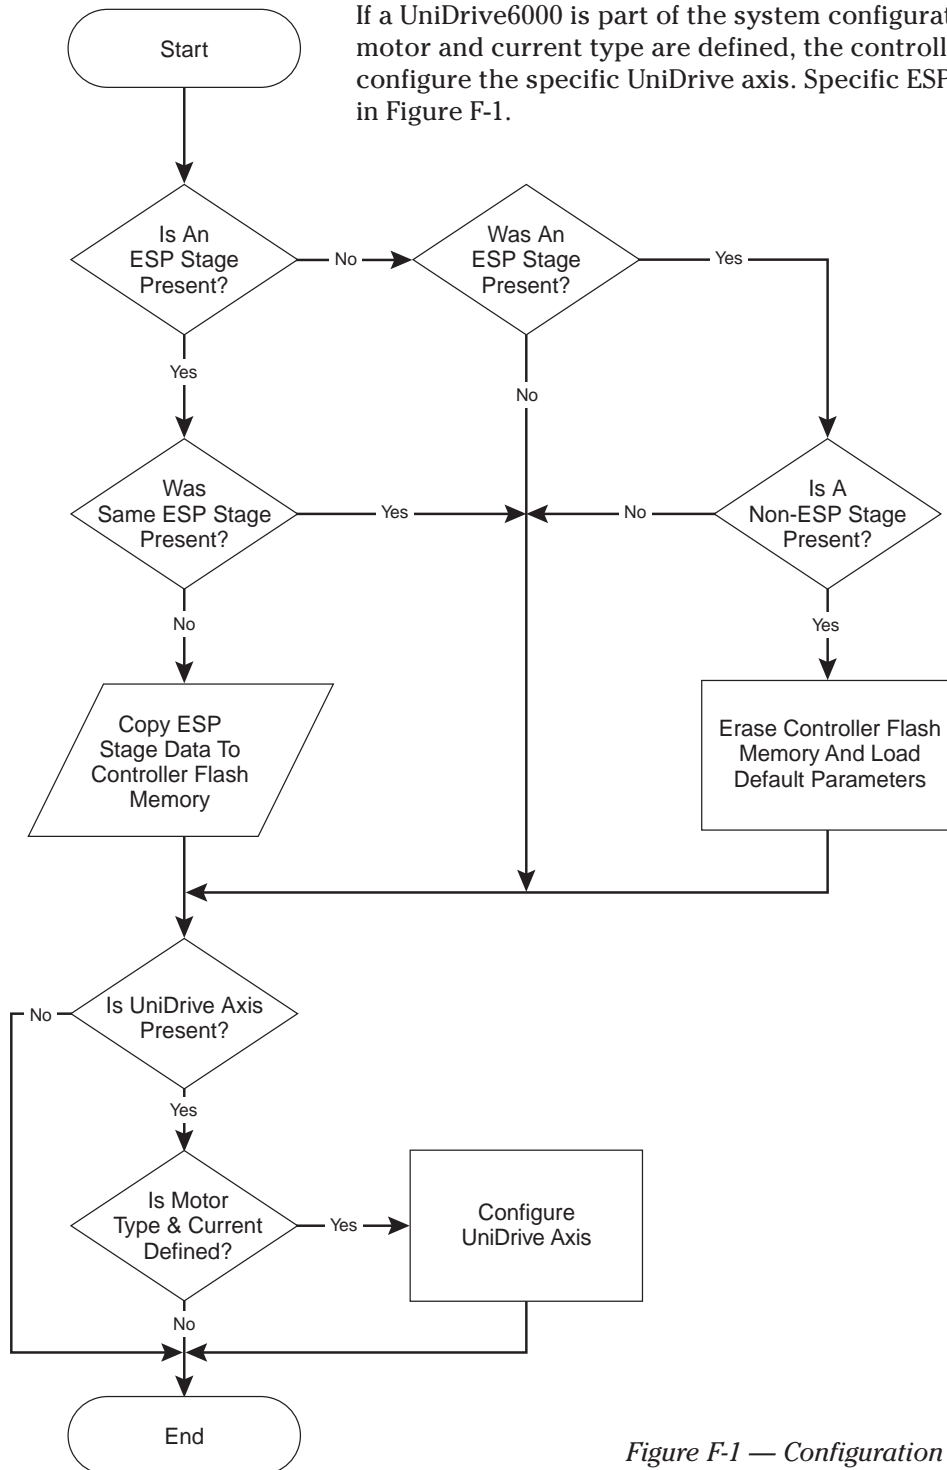 If a UniDrive6000 is part of the system configurat
motor and current type are defined, the controll
configure the specific UniDrive axis. Specific ESP
in Figure F-1.
Start
Is An
ESP Stage
Present?
No
Was An
ESP Stage
Present?
Yes
Yes
No
Was
Same ESP Stage
Present?
Yes
No
Is A
Non-ESP Stage
Present?
No
Yes
Copy ESP
Stage Data To
Controller Flash
Memory
Erase Controller Flash
Memory And Load
Default Parameters
No
Is UniDrive Axis
Present?
Yes
Is Motor
Type & Current
Defined?
Yes
Configure
UniDrive Axis
No
End
Figure F-1 — Configuration